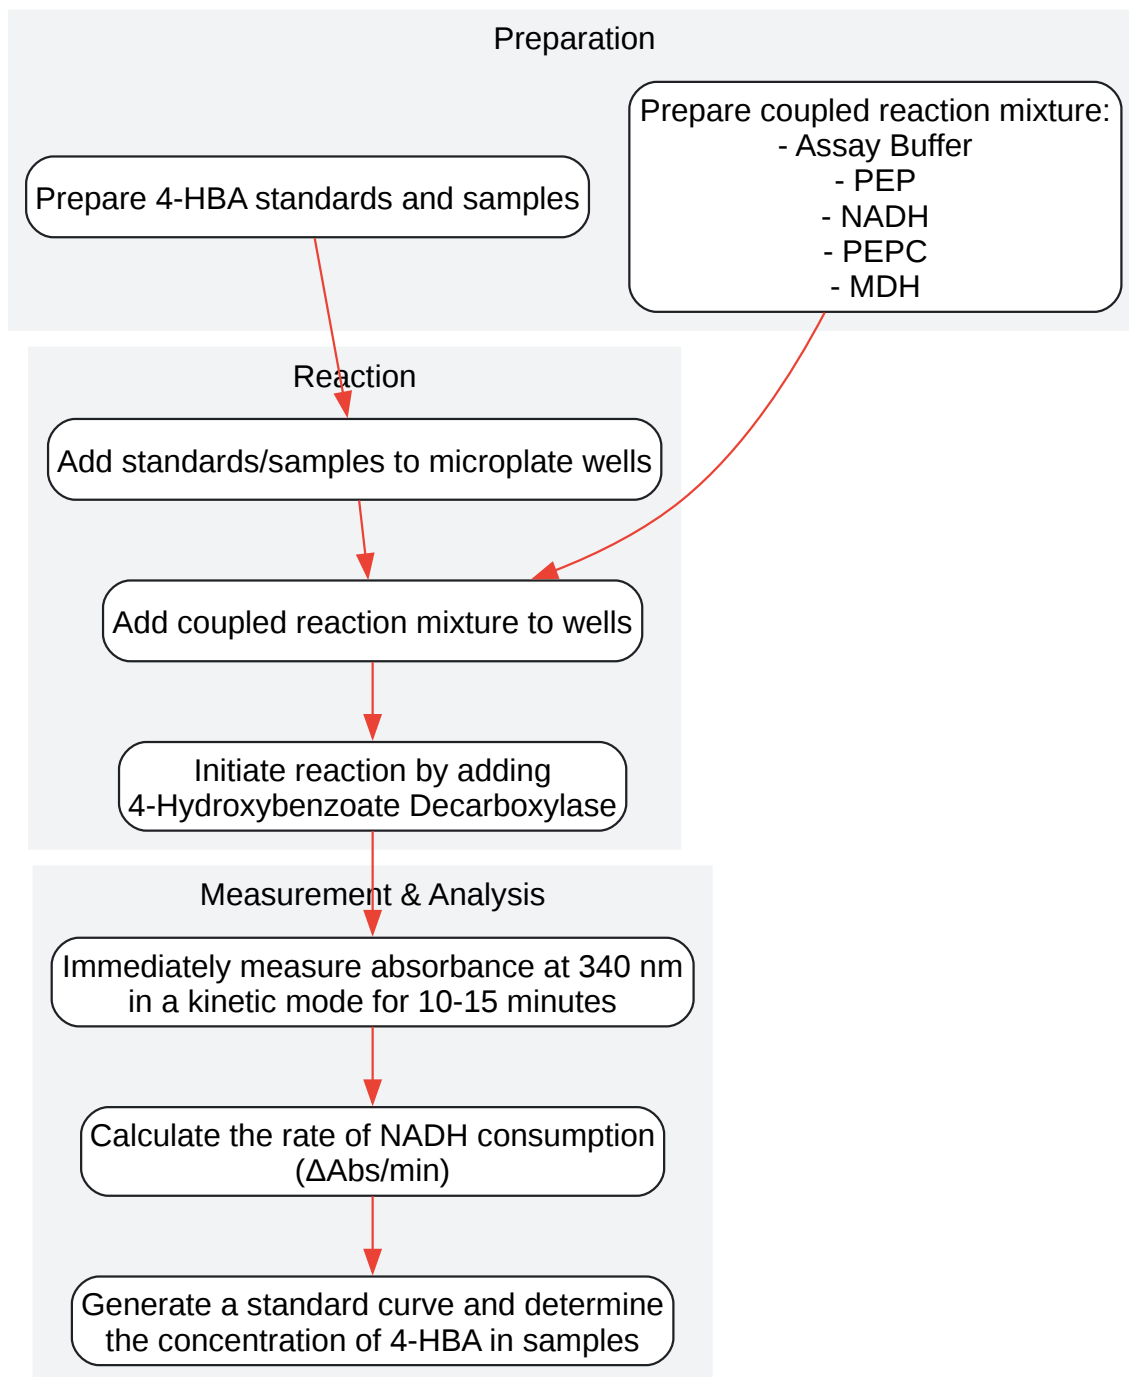 Preparation
Prepare coupled reaction mixture:
- Assay Buffer
- PEP
- NADH
- PEPC
- MDH
Prepare 4-HBA standards and samples
Reaction
Add standards/samples to microplate wells
Add coupled reaction mixture to wells
Initiate reaction by adding
4-Hydroxybenzoate Decarboxylase
Measurement & Analysis
Immediately measure absorbance at 340 nm
in a kinetic mode for 10-15 minutes
Calculate the rate of NADH consumption
(ΔAbs/min)
Generate a standard curve and determine
the concentration of 4-HBA in samples